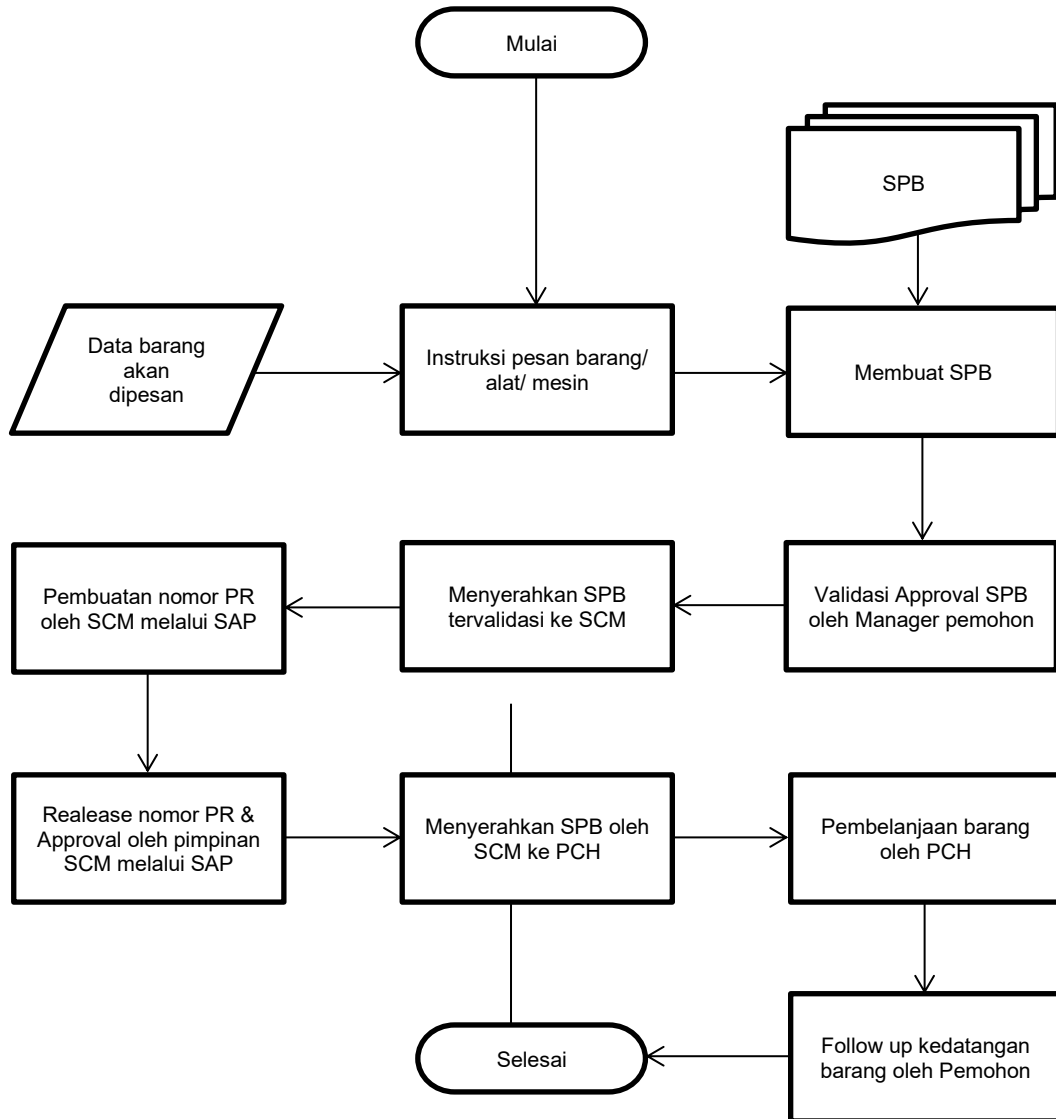 Mulai
SPB
Data barang
akan
dipesan
Instruksi pesan barang/
alat/ mesin
Membuat SPB
Validasi Approval SPB
oleh Manager pemohon
Menyerahkan SPB
tervalidasi ke SCM
Pembuatan nomor PR
oleh SCM melalui SAP
Realease nomor PR &
Approval oleh pimpinan
SCM melalui SAP
Menyerahkan SPB oleh
SCM ke PCH
Pembelanjaan barang
oleh PCH
Follow up kedatangan
barang oleh Pemohon
Selesai